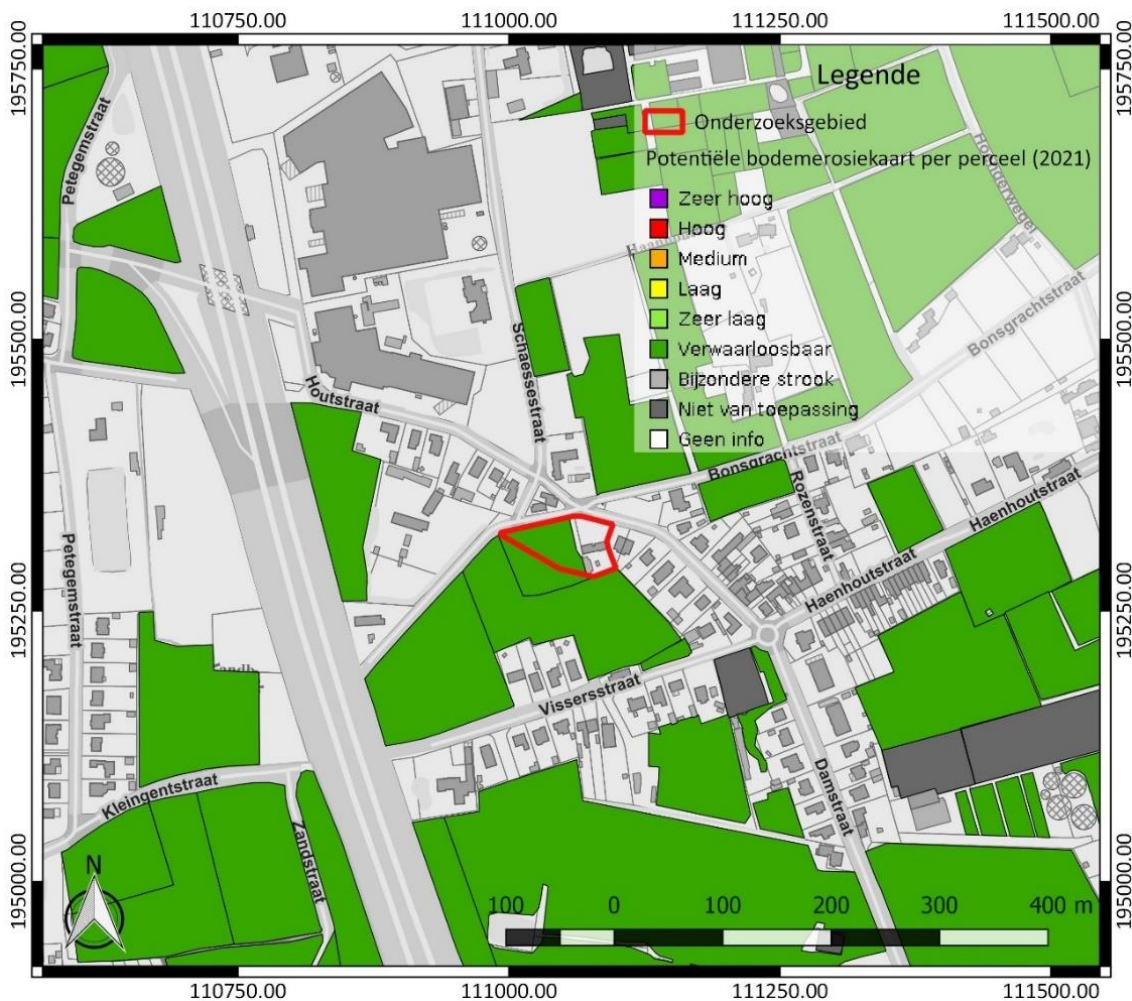 110750.00
111000.00
111250.00
111500.00
195750.00
195750.00
Legende
Onderzoeksgebied
Potentiële bodemerosiekaart per perceel (2021)
Zeer hoog
Hoog
Medium
Laag
Zeer laag
Verwaarloosbaar
Bijzondere strook
Niet van toepassing
Geen info
Petegemstraat
Bonsgrachtstraat
195500.00
195500.00
Schaessestraat
Houtstraat
Bonsgrachtstraat
Rozenstraat
Haenhoutstraat
Haenhoutstraat
Petegemstraat
195250.00
195250.00
Vissersstraat
Damstraat
Kleingentstraat
Zandstraat
195000.00
195000.00
N
100
0
100
200
300
400 m
110750.00
111000.00
111250.00
111500.00